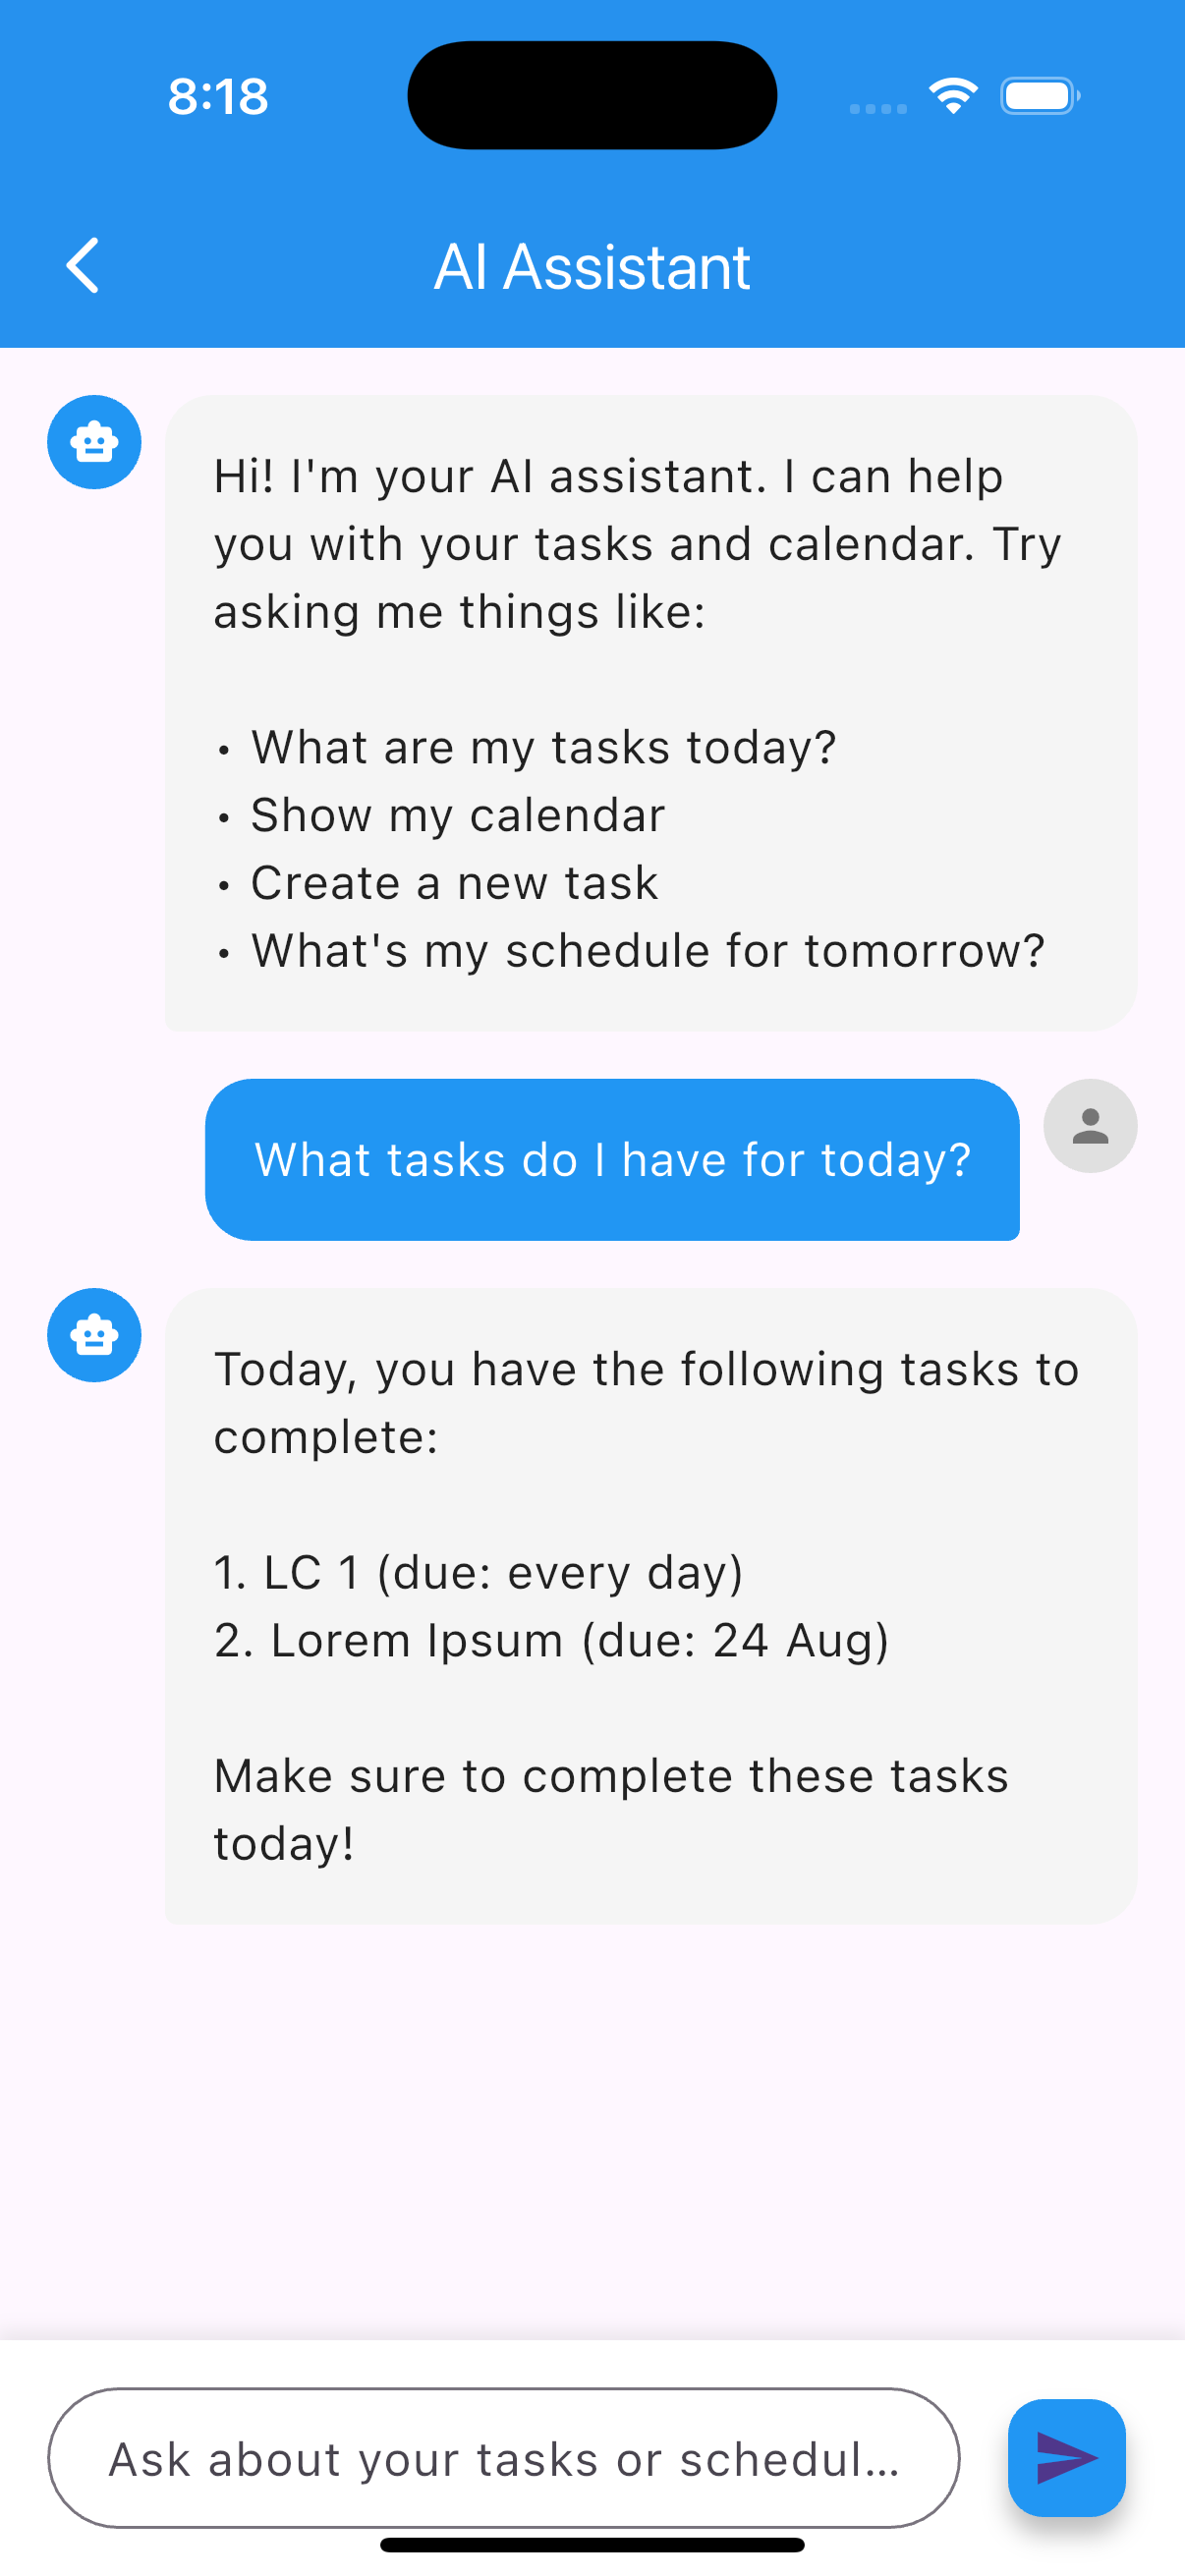 8:18
AI Assistant
Hi! I'm your AI assistant. I can help
you with your tasks and calendar. Try
asking me things like:
• What are my tasks today?
• Show my calendar
• Create a new task
• What's my schedule for tomorrow?
What tasks do I have for today?
Today, you have the following tasks to
complete:
1. LC 1 (due: every day)
2. Lorem Ipsum (due: 24 Aug)
Make sure to complete these tasks
today!
Ask about your tasks or schedul...